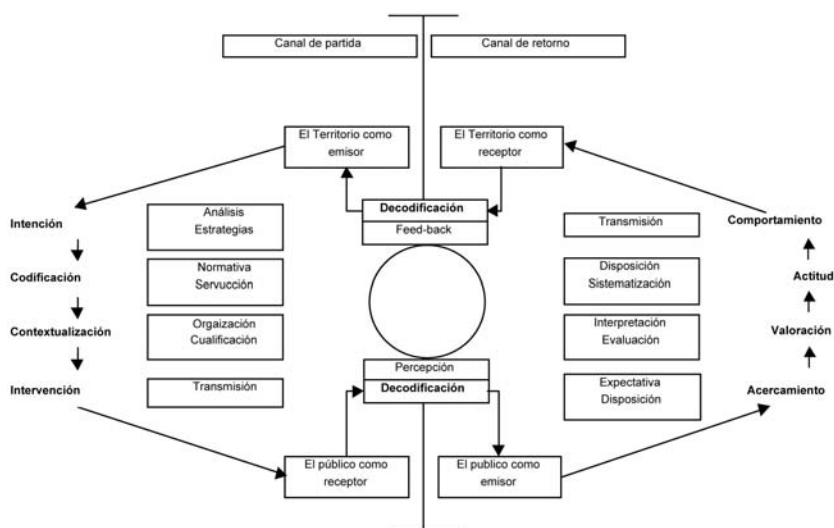 Canal de partida
Canal de retorno
El Territorio como
emisor
El Territorio como
receptor
Decodificación
Feed-back
Intención
Codificación
Contextualización
Intervención
Análisis
Estrategias
Normativa
Servucción
Orgaización
Cualificación
Transmisión
Transmisión
Disposición
Sistematización
Interpretación
Evaluación
Expectativa
Disposición
Comportamiento
Actitud
Valoración
Acercamiento
Percepción
Decodificación
El público como
receptor
El publico como
emisor